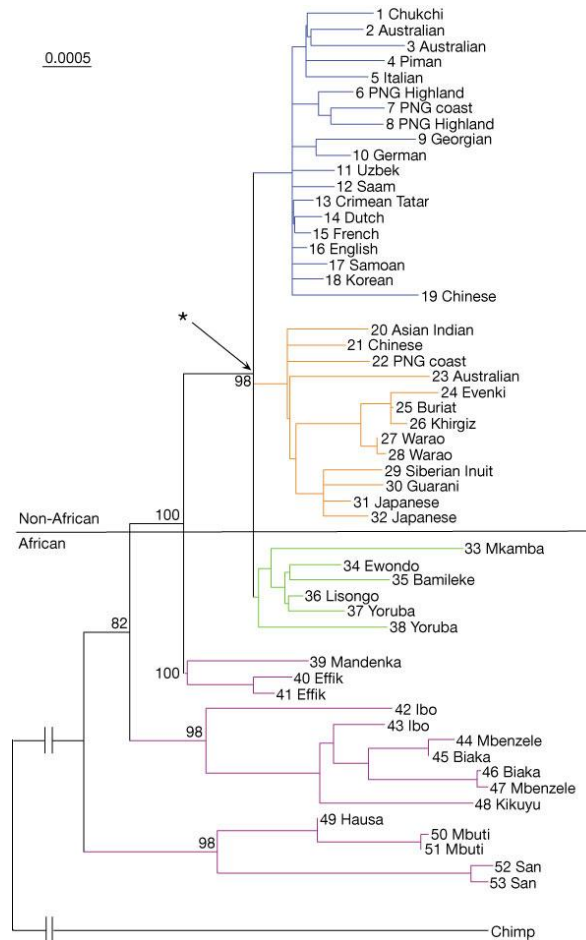 1 Chukchi
2 Australian
3 Australian
0.0005
4 Piman
5 Italian
6 PNG Highland
7 PNG coast
8 PNG Highland
9 Georgian
10 German
11 Uzbek
12 Saam
13 Crimean Tatar
14 Dutch
15 French
16 English
17 Samoan
18 Korean
19 Chinese
*
20 Asian Indian
21 Chinese
22 PNG coast
98
23 Australian
24 Evenki
25 Buriat
26 Khirgiz
27 Warao
28 Warao
29 Siberian Inuit
30 Guarani
31 Japanese
100
32 Japanese
Non-African
African
33 Mkamba
34 Ewondo
35 Bamileke
36 Lisongo
37 Yoruba
82
38 Yoruba
39 Mandenka
100
40 Effik
41 Effik
42 Ibo
43 Ibo
98
44 Mbenzele
45 Biaka
46 Biaka
47 Mbenzele
48 Kikuyu
49 Hausa
98
50 Mbuti
51 Mbuti
52 San
53 San
Chimp